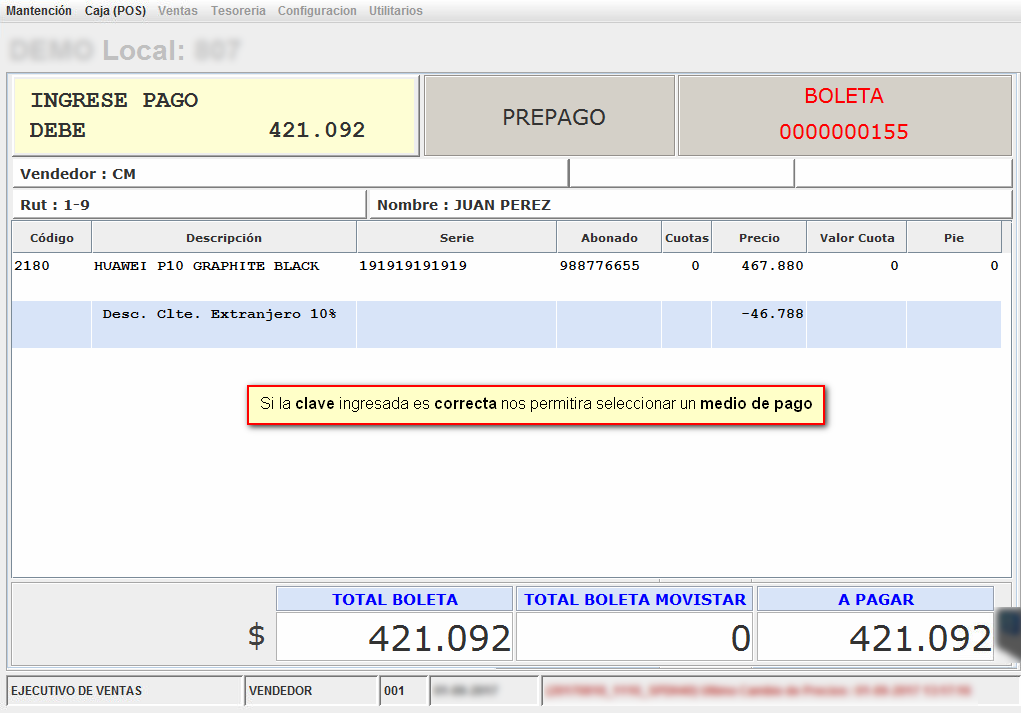 Mantención Caja (POS) Ventas Tesoreria Configuracion Utilitarios
DEMO Local: 807
INGRESE PAGO
DEBE 421.092
PREPAGO
BOLETA
0000000155
Vendedor : CM
Rut : 1-9 Nombre : JUAN PEREZ
Código Descripción Serie Abonado Cuotas Precio Valor Cuota Pie
2180 HUAWEI P10 GRAPHITE BLACK 191919191919 988776655 0 467.880 0 0
Desc. Clte. Extranjero 10% -46.788
Si la clave ingresada es correcta nos permitira seleccionar un medio de pago
TOTAL BOLETA TOTAL BOLETA MOVISTAR A PAGAR
$ 421.092 0 421.092
EJECUTIVO DE VENTAS VENDEDOR 001